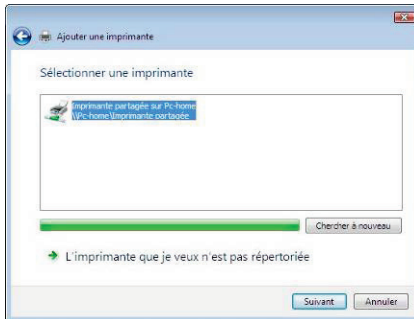 Ajouter une imprimante
Sélectionner une imprimante
Imprimante partagée sur Pc-home
\\Pc-home\Imprimante partagée
Chercher à nouveau
L'imprimante que je veux n'est pas répertoriée
Suivant
Annuler